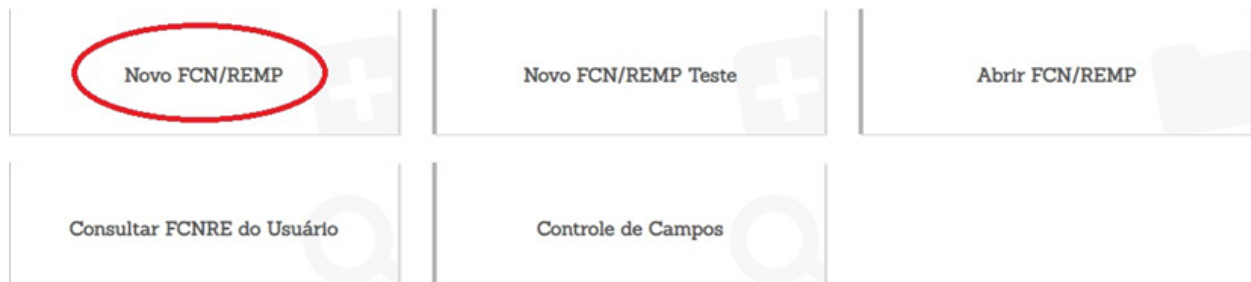 Novo FCN/REMP
Novo FCN/REMP Teste
Abrir FCN/REMP
Consultar FCNRE do Usuário
Controle de Campos